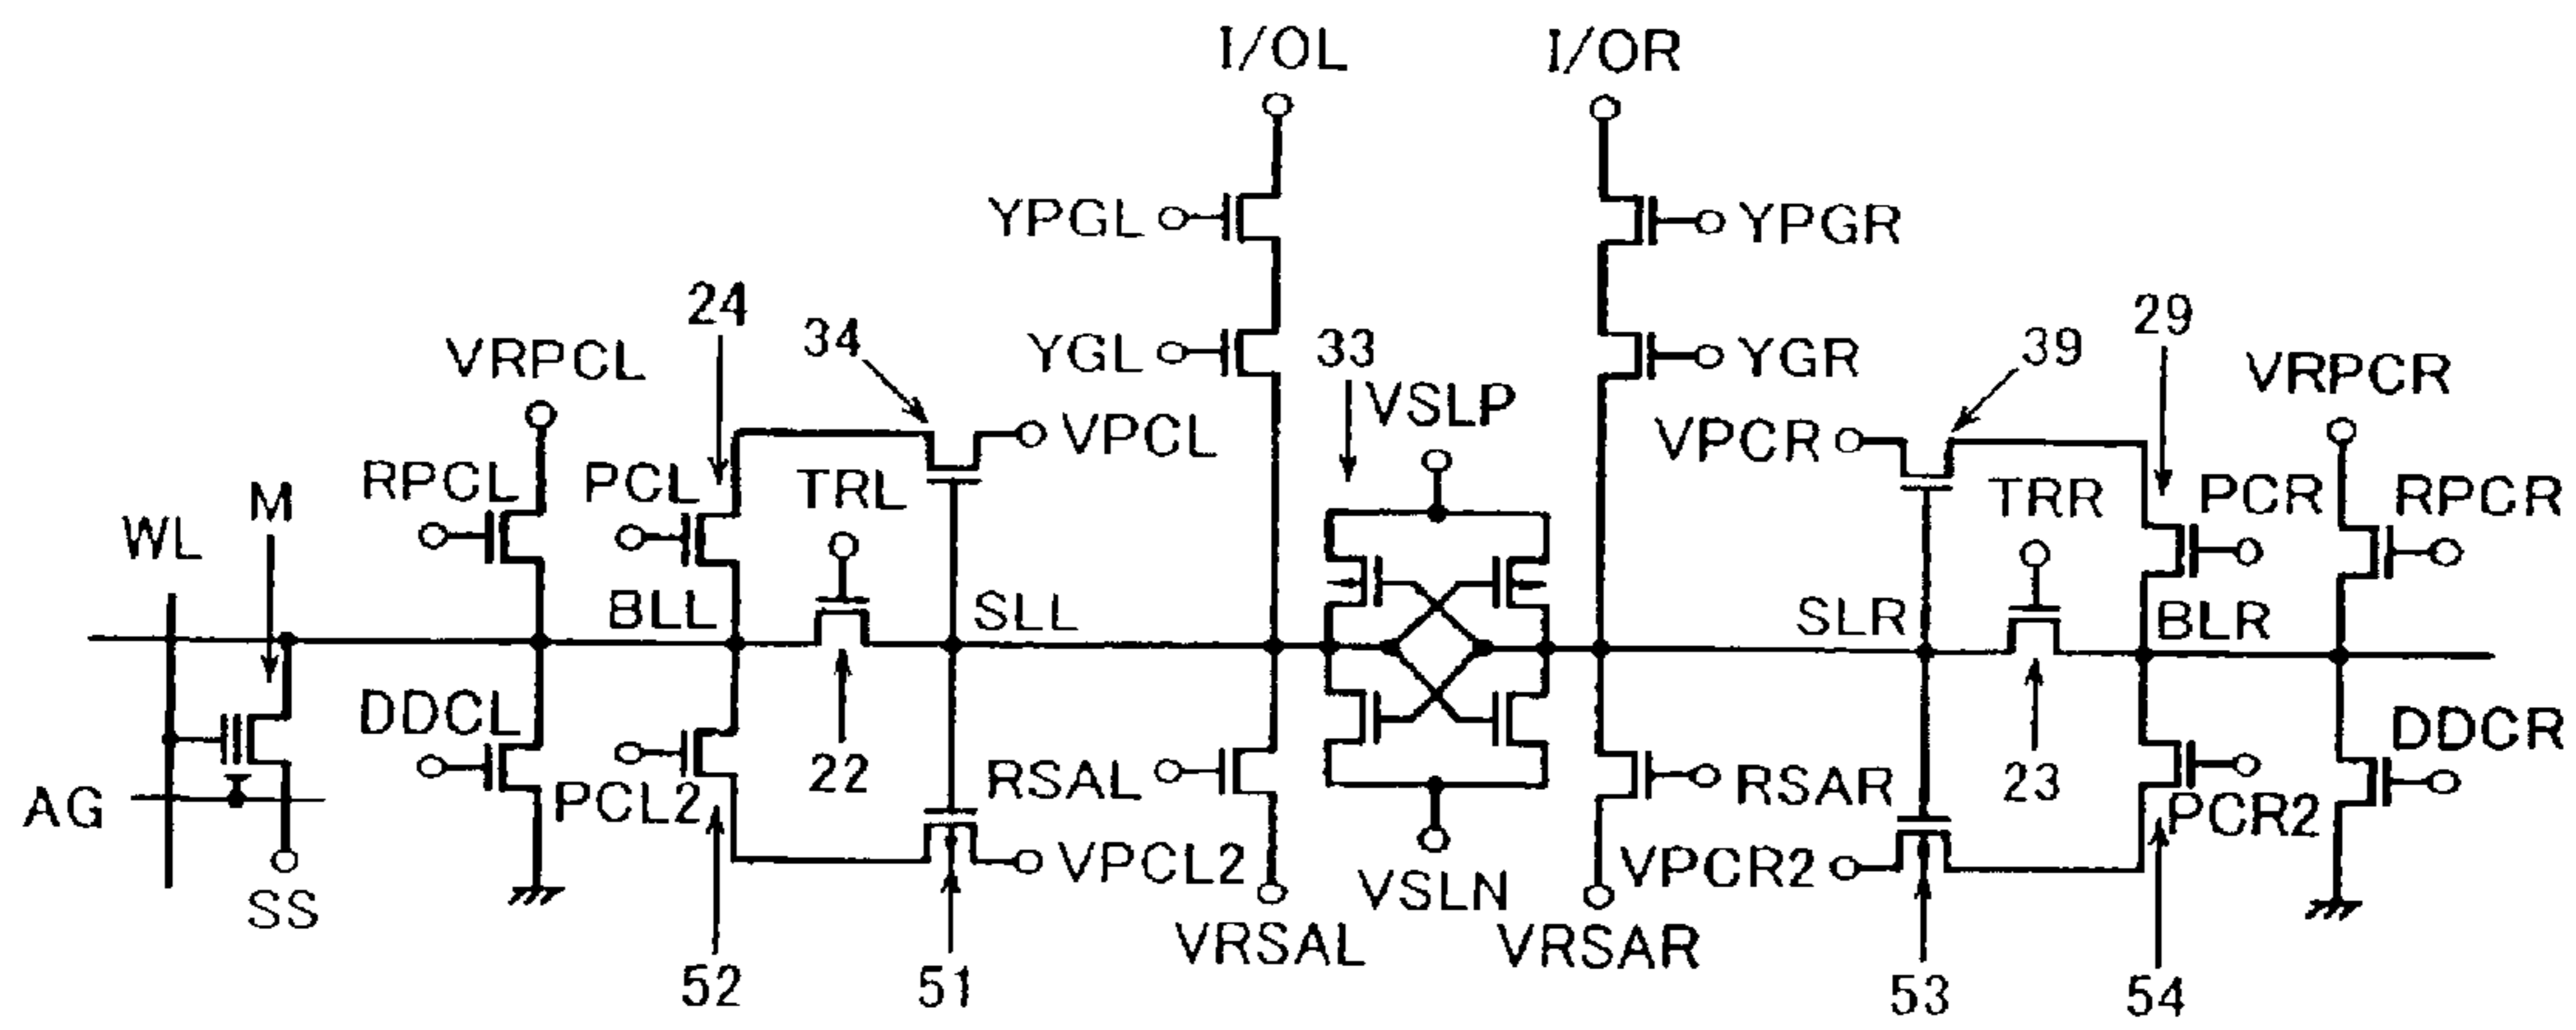 I/OL
I/OR
YPGL
YPGR
24
34
YGL
33
YGR
39
29
VRPCL
VSLP
VRPCR
VPCL
VPCR
M
RPCL
PCL
TRL
TRR
PCR
RPCR
WL
BLL
SLL
SLR
BLR
DDCL
DDCR
22
23
AG
PCL2
RSAL
RSAR
PCR2
SS
VPCL2
VSLN
VPCR2
VRSAL
VRSAR
52
51
53
54